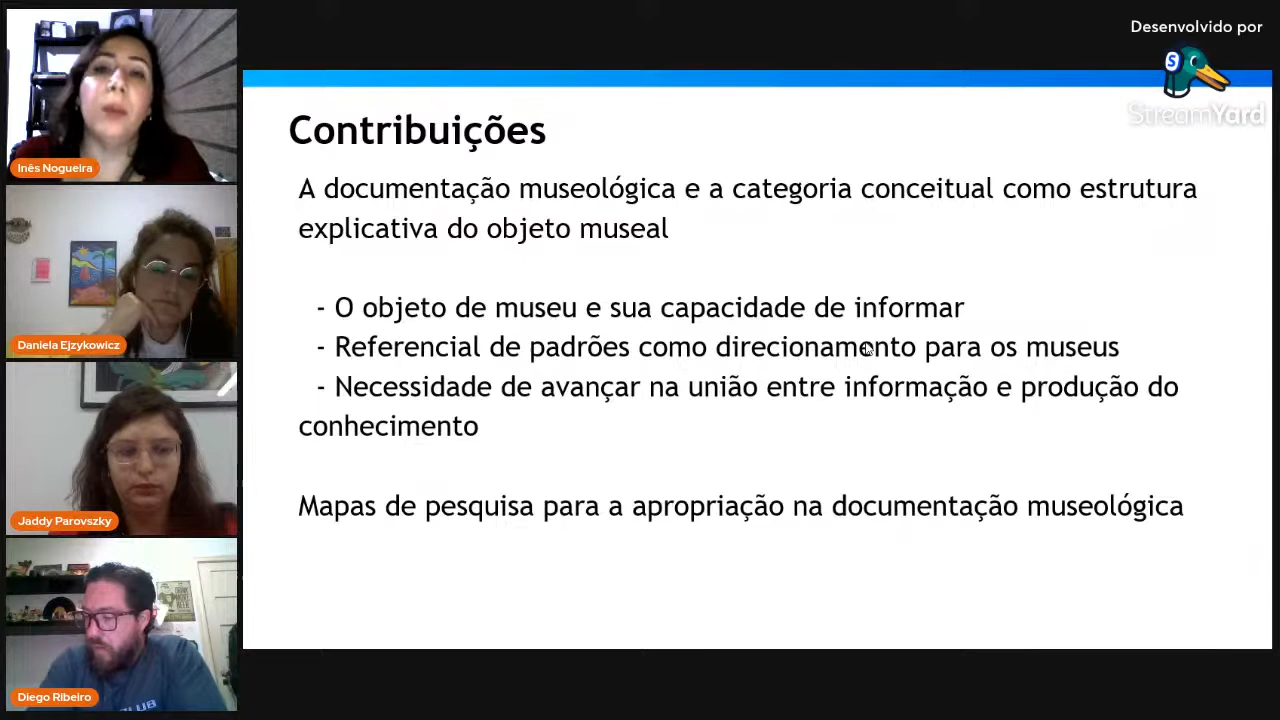 Desenvolvido por
S
StreamYard
Contribuições
A documentação museológica e a categoria conceitual como estrutura
explicativa do objeto museal
- O objeto de museu e sua capacidade de informar
- Referencial de padrões como direcionamento para os museus
- Necessidade de avançar na união entre informação e produção do
conhecimento
Mapas de pesquisa para a apropriação na documentação museológica
Inês Nogueira
Daniela Ejzykowicz
Jaddy Parovszky
Diego Ribeiro